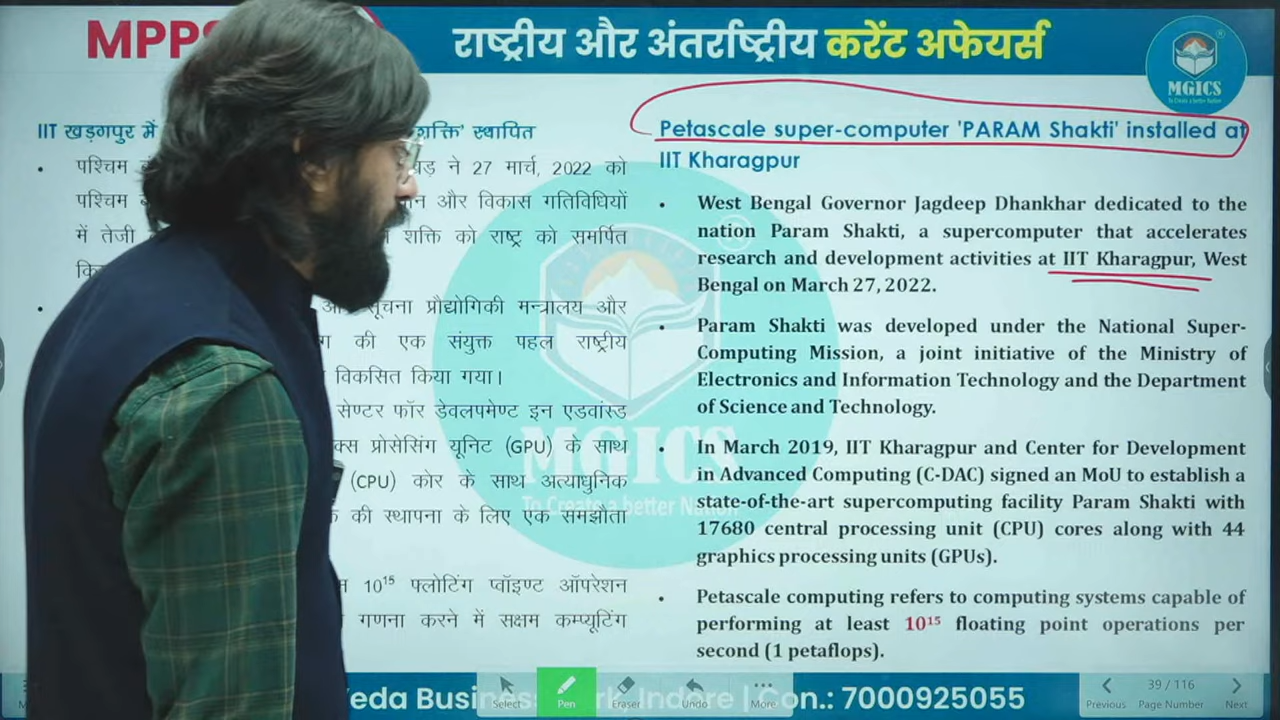 राष्ट्रीय और अंतर्राष्ट्रीय करेंट अफेयर्स
MGICS
To Create a better Nation
IIT खड़गपुर में
शक्ति' स्थापित
पश्चिम
ने 27 मार्च, 2022 को
पश्चिम
और विकास गतिविधियों
में तेजी
शक्ति को राष्ट्र को समर्पित
सूचना प्रौद्योगिकी मन्त्रालय और
की एक संयुक्त पहल राष्ट्रीय
विकसित किया गया।
सेण्टर फॉर डेवलपमेण्ट इन एडवांस्ड
प्रोसेसिंग यूनिट (GPU) के साथ
(CPU) कोर के साथ अत्याधुनिक
की स्थापना के लिए एक समझौता
10¹⁵ फ्लोटिंग प्वॉइण्ट ऑपरेशन
गणना करने में सक्षम कम्प्यूटिंग
Petascale super-computer 'PARAM Shakti' installed at
IIT Kharagpur
• West Bengal Governor Jagdeep Dhankhar dedicated to the
nation Param Shakti, a supercomputer that accelerates
research and development activities at IIT Kharagpur, West
Bengal on March 27, 2022.
• Param Shakti was developed under the National Super-
Computing Mission, a joint initiative of the Ministry of
Electronics and Information Technology and the Department
of Science and Technology.
• In March 2019, IIT Kharagpur and Center for Development
in Advanced Computing (C-DAC) signed an MoU to establish a
state-of-the-art supercomputing facility Param Shakti with
17680 central processing unit (CPU) cores along with 44
graphics processing units (GPUs).
• Petascale computing refers to computing systems capable of
performing at least 10¹⁵ floating point operations per
second (1 petaflops).
MGICS
To Create a better Nation
Indore | Con.: 7000925055
Select
Pen
Eraser
Undo
More
Previous
39 / 116
Page Number
Next